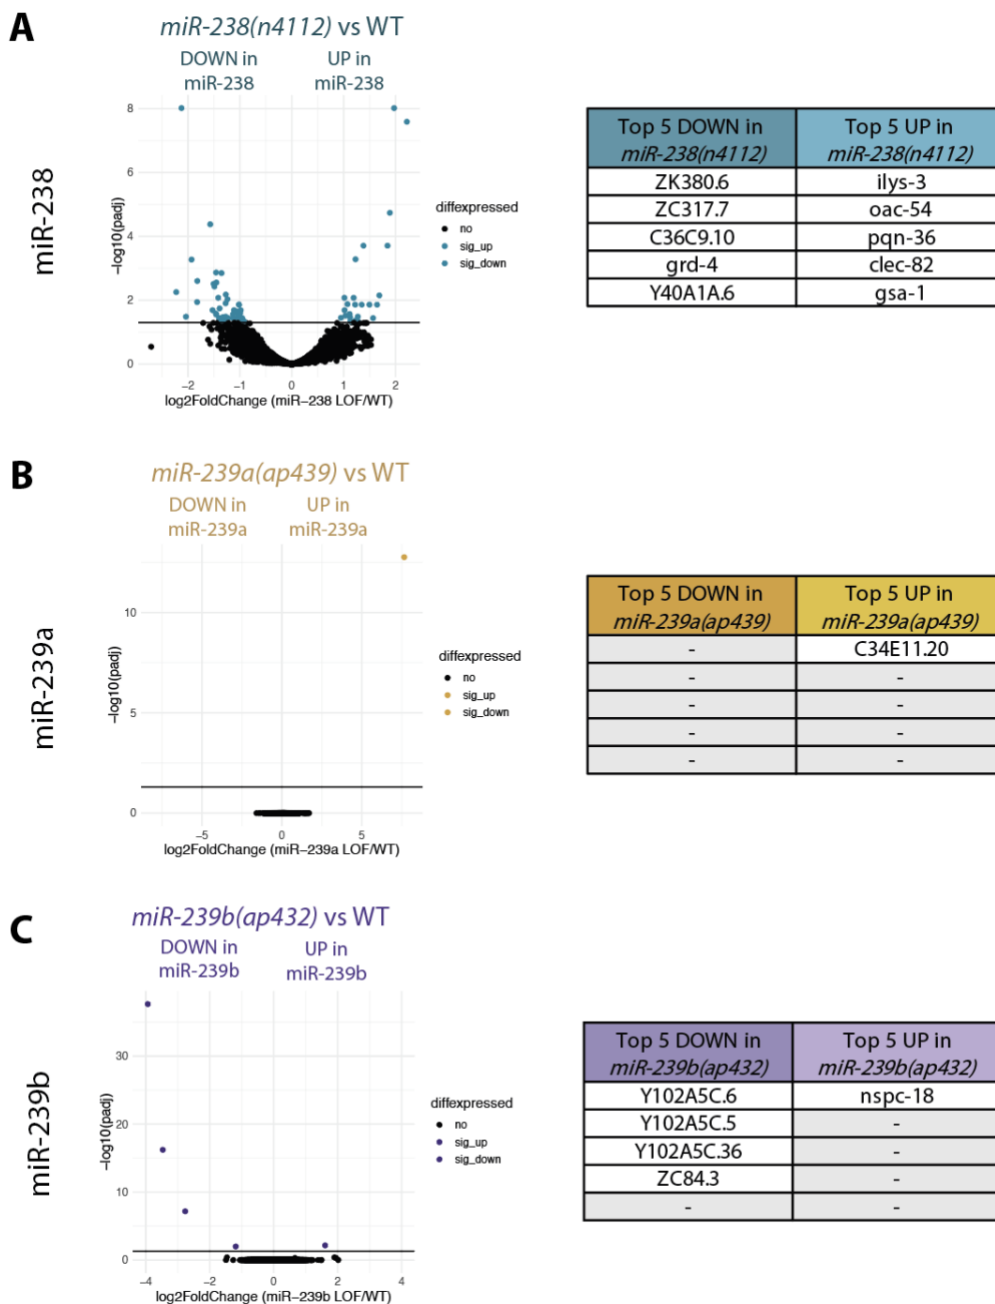 A
miR-238(n4112) vs WT
DOWN in UP in
miR-238 miR-238
miR-238
8
6
4
2
0
−log10(padj)
−2 −1 0 1 2
log2FoldChange (miR−238 LOF/WT)
diffexpressed
no
sig_up
sig_down
Top 5 DOWN in Top 5 UP in
miR-238(n4112) miR-238(n4112)
ZK380.6 ilys-3
ZC317.7 oac-54
C36C9.10 pqn-36
grd-4 clec-82
Y40A1A.6 gsa-1
B
miR-239a(ap439) vs WT
DOWN in UP in
miR-239a miR-239a
miR-239a
10
5
0
−log10(padj)
−5 0 5
log2FoldChange (miR−239a LOF/WT)
diffexpressed
no
sig_up
sig_down
Top 5 DOWN in Top 5 UP in
miR-239a(ap439) miR-239a(ap439)
- C34E11.20
- -
- -
- -
- -
C
miR-239b(ap432) vs WT
DOWN in UP in
miR-239b miR-239b
miR-239b
30
20
10
0
−log10(padj)
−4 −2 0 2 4
log2FoldChange (miR−239b LOF/WT)
diffexpressed
no
sig_up
sig_down
Top 5 DOWN in Top 5 UP in
miR-239b(ap432) miR-239b(ap432)
Y102A5C.6 nspc-18
Y102A5C.5 -
Y102A5C.36 -
ZC84.3 -
- -